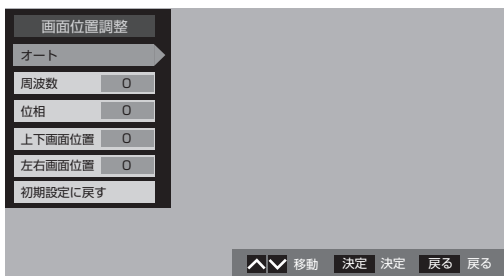 画面位置調整
オート
周波数 0
位相 0
上下画面位置 0
左右画面位置 0
初期設定に戻す
移動 決定 決定 戻る 戻る